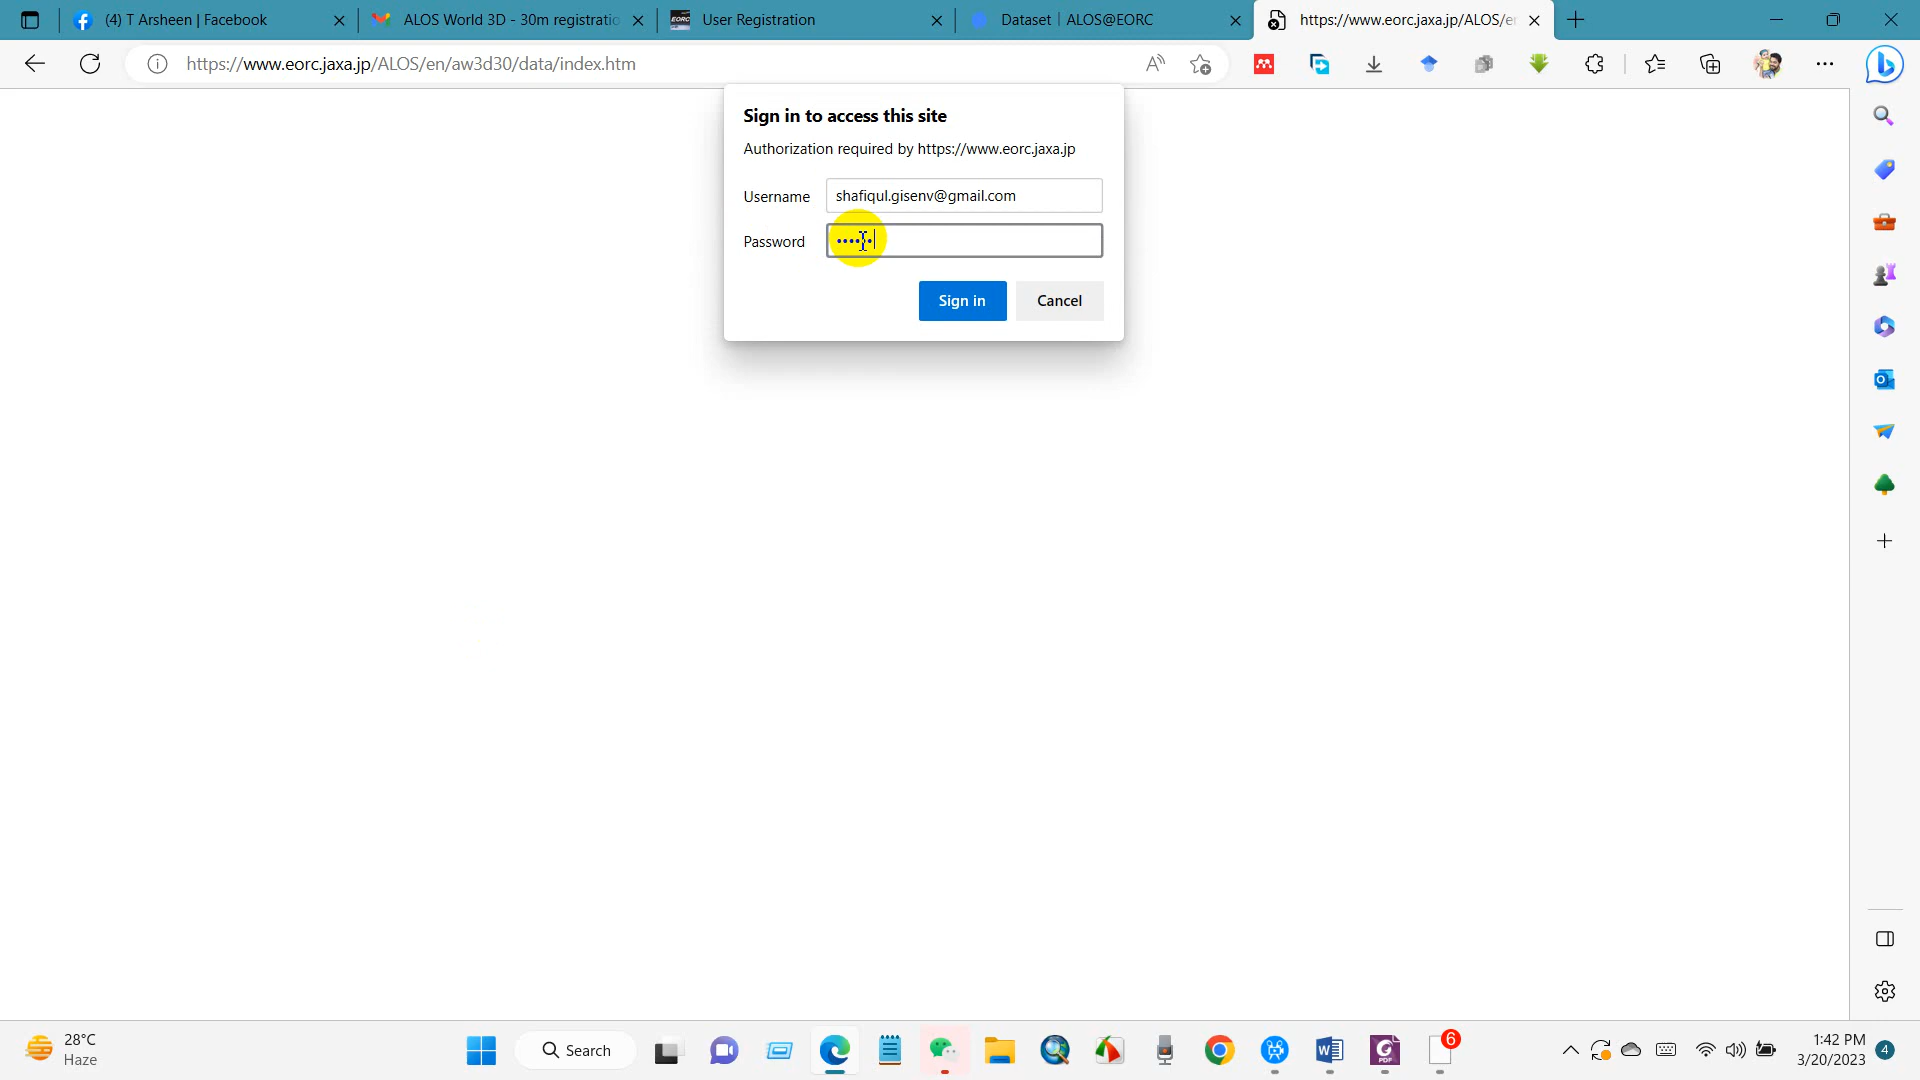 (4) T Arsheen | Facebook
ALOS World 3D - 30m registratio
EORC
User Registration
Dataset | ALOS@EORC
https://www.eorc.jaxa.jp/ALOS/e
https://www.eorc.jaxa.jp/ALOS/en/aw3d30/data/index.htm
Sign in to access this site
Authorization required by https://www.eorc.jaxa.jp
Username
shafiqul.gisenv@gmail.com
Password
Sign in
Cancel
28°C
Haze
Search
PDF
6
1:42 PM
3/20/2023
4